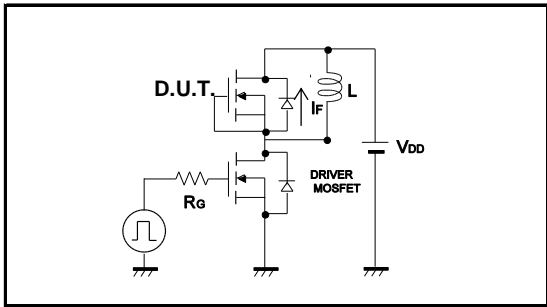 D.U.T.
IF
L
VDD
DRIVER
MOSFET
RG